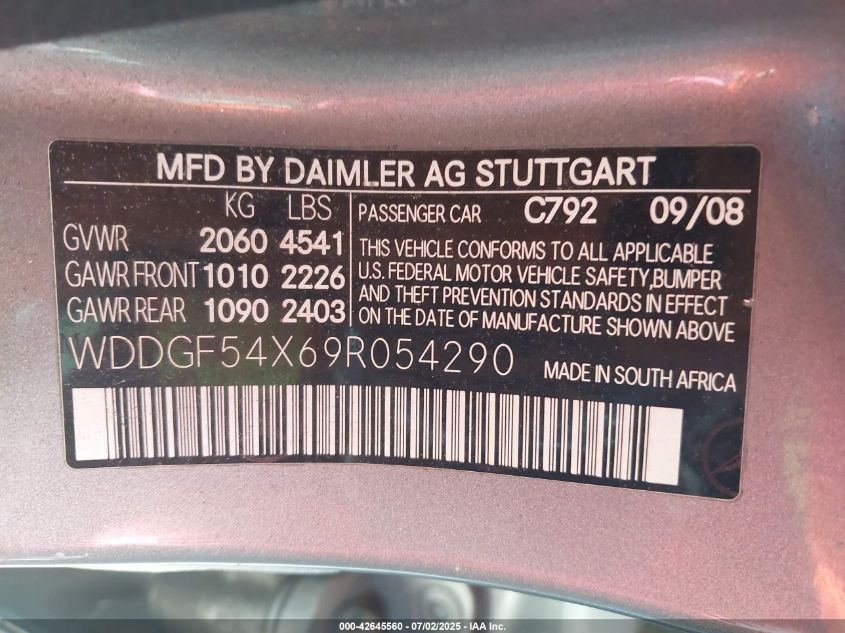 MFD BY DAIMLER AG STUTTGART
KG LBS
GVWR 2060 4541
GAWR FRONT 1010 2226
GAWR REAR 1090 2403
PASSENGER CAR C792 09/08
THIS VEHICLE CONFORMS TO ALL APPLICABLE
U.S. FEDERAL MOTOR VEHICLE SAFETY,BUMPER
AND THEFT PREVENTION STANDARDS IN EFFECT
ON THE DATE OF MANUFACTURE SHOWN ABOVE
WDDGF54X69R054290
MADE IN SOUTH AFRICA
000-42645560 - 07/02/2025 - IAAI.COM